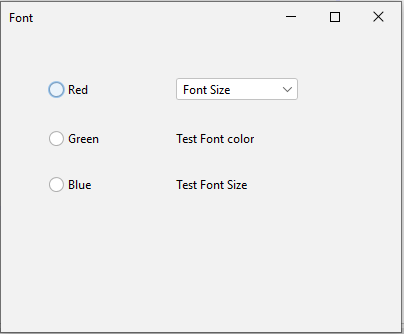 Font
Red
Font Size
Green
Test Font color
Blue
Test Font Size